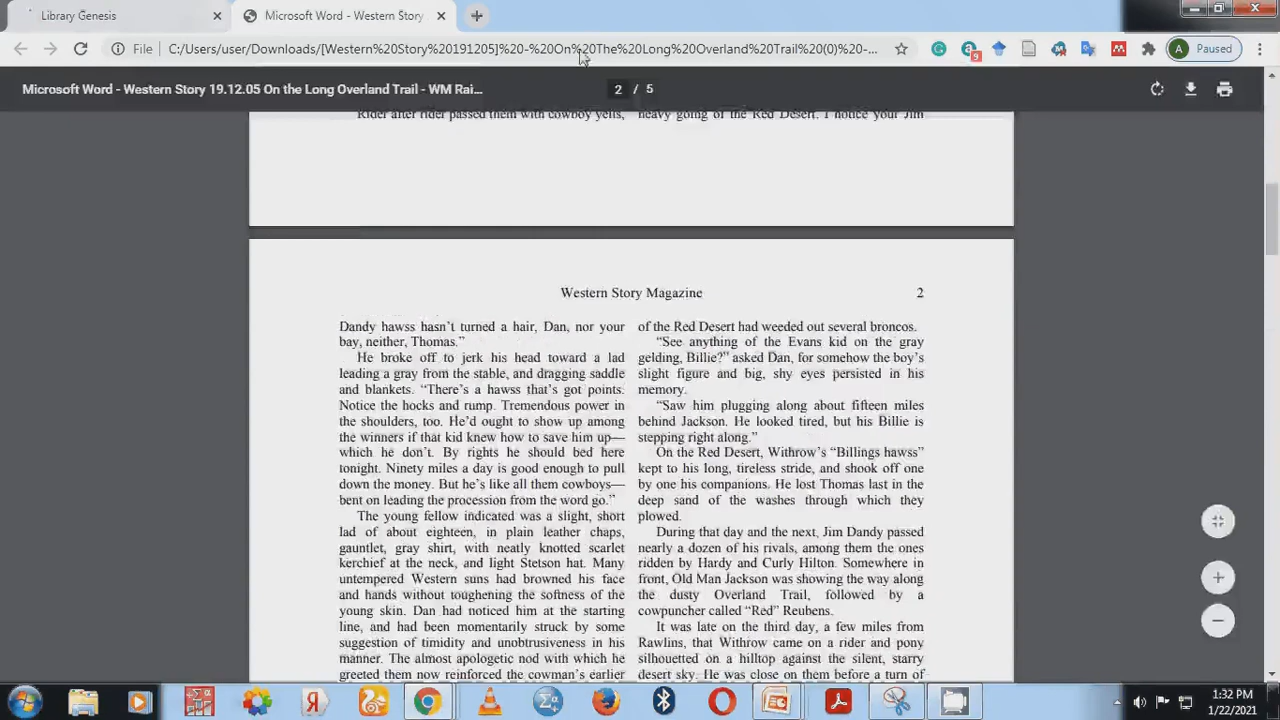 Library Genesis
Microsoft Word - Western Story
File
C:/Users/user/Downloads/[Western%20Story%20191205]%20-%20On%20The%20Long%20Overland%20Trail%20(0)%20-...
9
A
Paused
Microsoft Word - Western Story 19.12.05 On the Long Overland Trail - WM Rai...
2 / 5
Rider after rider passed them with cowboy yells,
heavy going of the Red Desert. I notice your Jim
Western Story Magazine
2
Dandy hawss hasn't turned a hair, Dan, nor your
bay, neither, Thomas."
He broke off to jerk his head toward a lad
leading a gray from the stable, and dragging saddle
and blankets. "There's a hawss that's got points.
Notice the hocks and rump. Tremendous power in
the shoulders, too. He'd ought to show up among
the winners if that kid knew how to save him up—
which he don't. By rights he should bed here
tonight. Ninety miles a day is good enough to pull
down the money. But he's like all them cowboys—
bent on leading the procession from the word go."
The young fellow indicated was a slight, short
lad of about eighteen, in plain leather chaps,
gauntlet, gray shirt, with neatly knotted scarlet
kerchief at the neck, and light Stetson hat. Many
untempered Western suns had browned his face
and hands without toughening the softness of the
young skin. Dan had noticed him at the starting
line, and had been momentarily struck by some
suggestion of timidity and unobtrusiveness in his
manner. The almost apologetic nod with which he
greeted them now reinforced the cowman's earlier
of the Red Desert had weeded out several broncos.
"See anything of the Evans kid on the gray
gelding, Billie?" asked Dan, for somehow the boy's
slight figure and big, shy eyes persisted in his
memory.
"Saw him plugging along about fifteen miles
behind Jackson. He looked tired, but his Billie is
stepping right along."
On the Red Desert, Withrow's "Billings hawss"
kept to his long, tireless stride, and shook off one
by one his companions. He lost Thomas last in the
deep sand of the washes through which they
plowed.
During that day and the next, Jim Dandy passed
nearly a dozen of his rivals, among them the ones
ridden by Hardy and Curly Hilton. Somewhere in
front, Old Man Jackson was showing the way along
the dusty Overland Trail, followed by a
cowpuncher called "Red" Reubens.
It was late on the third day, a few miles from
Rawlins, that Withrow came on a rider and pony
silhouetted on a hilltop against the silent, starry
desert sky. He was close on them before a turn of
1:32 PM
1/22/2021